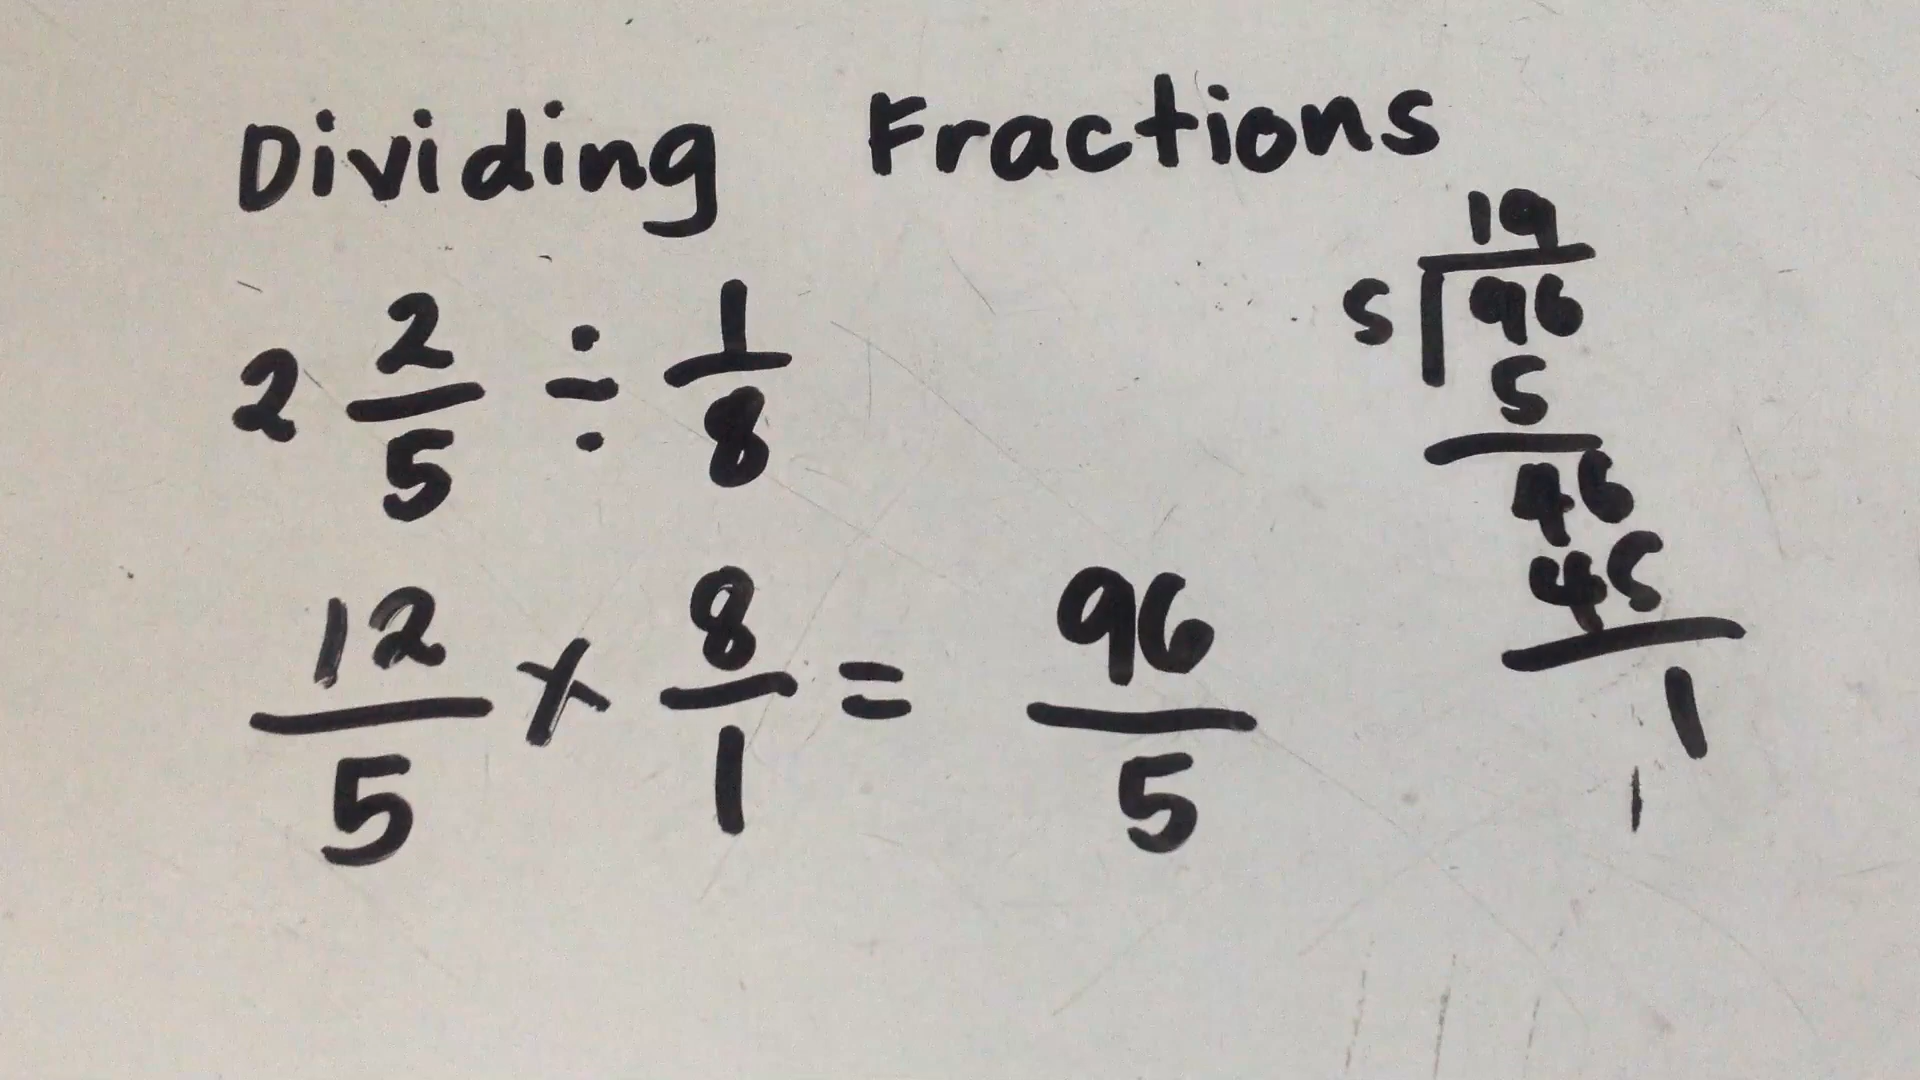 Dividing Fractions
2 2/5 ÷ 1/8
12/5 x 8/1 = 96/5
19
5 96
5
46
45
1